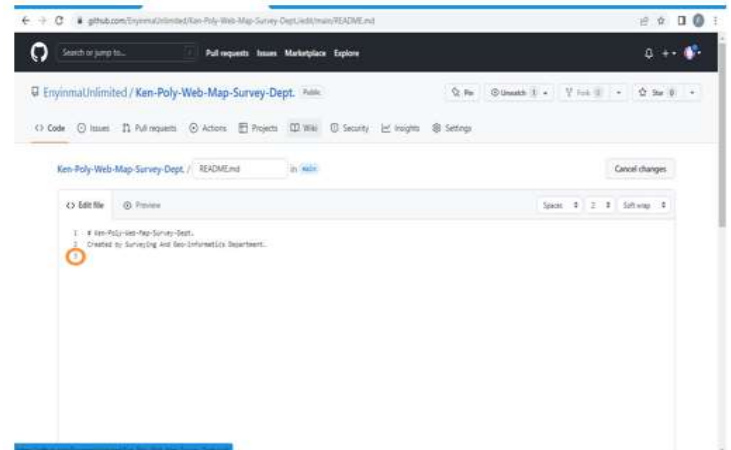 github.com/EnyinmaUnlimited/Ken-Poly-Web-Map-Survey-Dept./edit/main/README.md
Search or jump to... / Pull requests Issues Marketplace Explore
EnyinmaUnlimited / Ken-Poly-Web-Map-Survey-Dept. Public Pin Unwatch 1 Fork 0 Star 0
Code Issues Pull requests Actions Projects Wiki Security Insights Settings
Ken-Poly-Web-Map-Survey-Dept. / README.md in main Cancel changes
<> Edit file Preview Spaces 2 Soft wrap
1 # Ken-Poly-Web-Map-Survey-Dept.
2 Created by Surveying And Geo-Informatics Department.
3